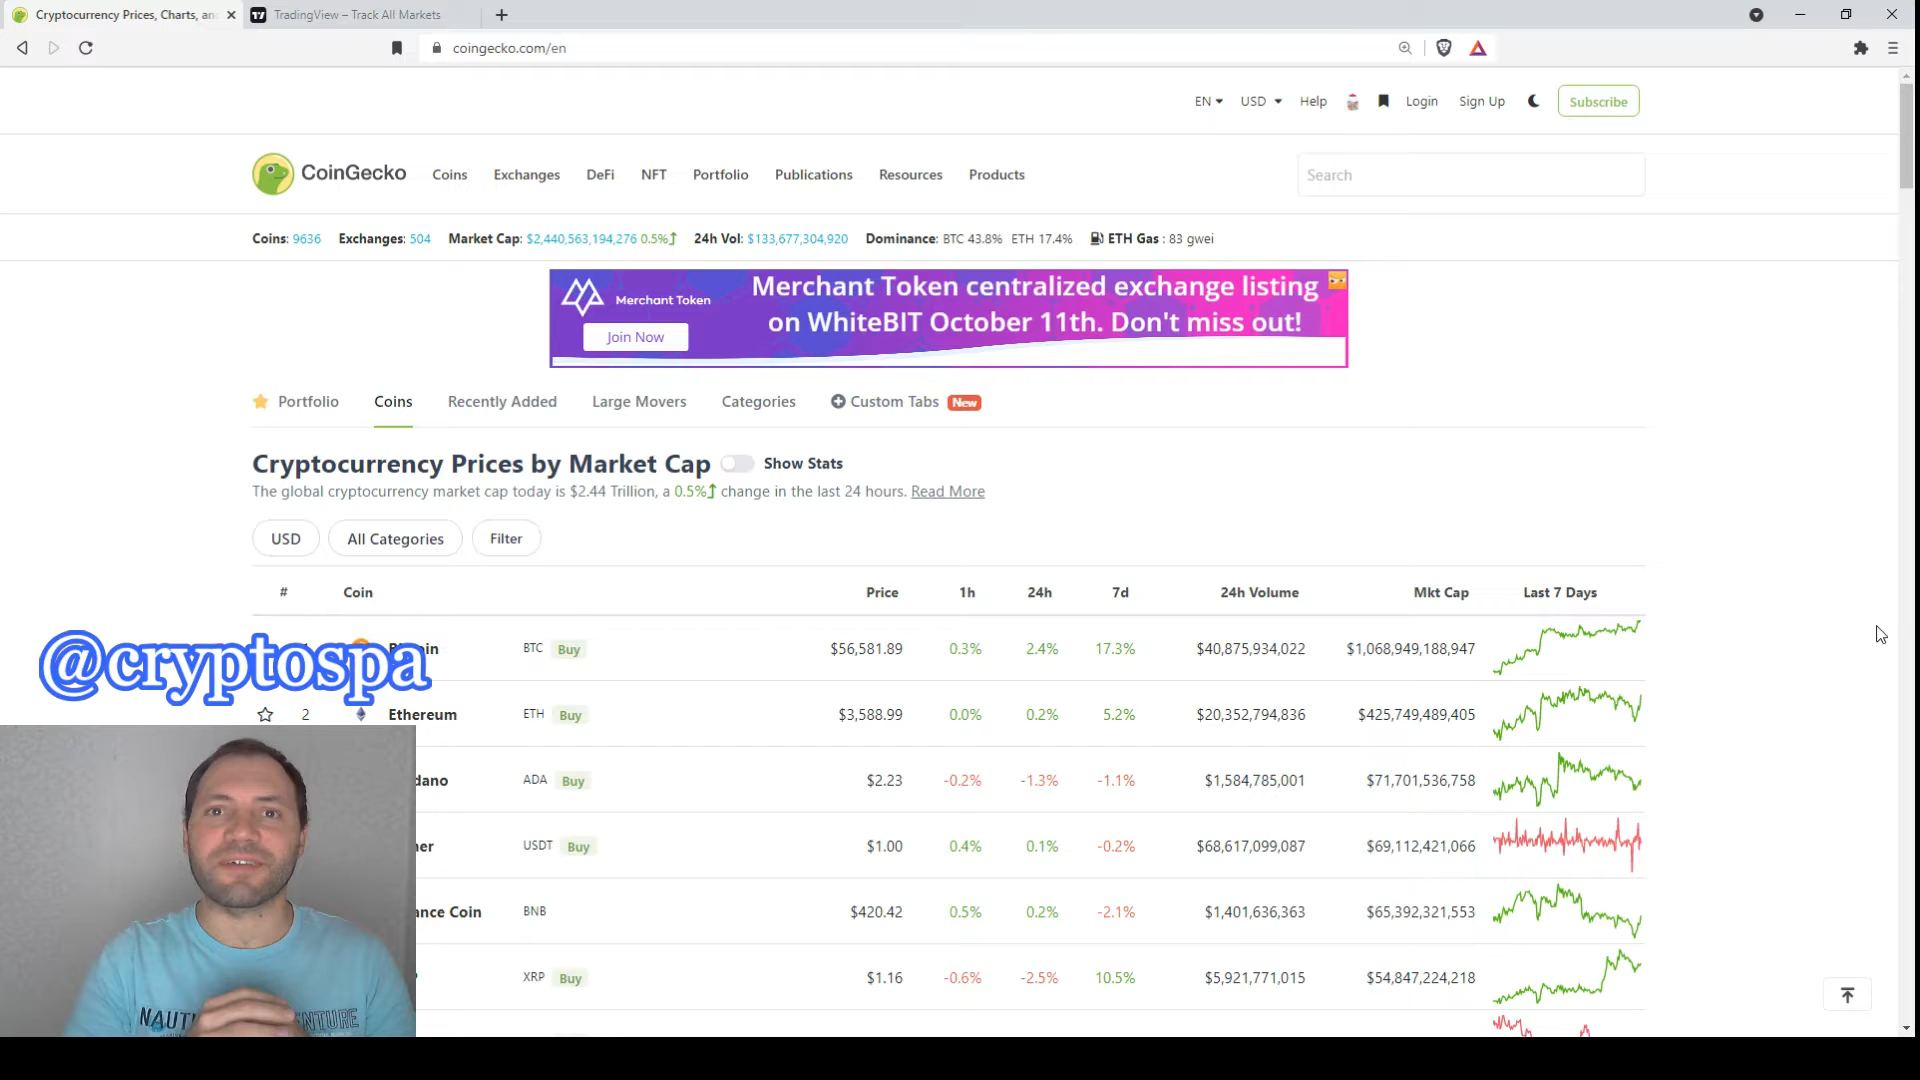 Cryptocurrency Prices, Charts, an
TradingView – Track All Markets
coingecko.com/en
EN USD Help Login Sign Up Subscribe
CoinGecko Coins Exchanges DeFi NFT Portfolio Publications Resources Products Search
Coins: 9636 Exchanges: 504 Market Cap: $2,440,563,194,276 0.5% 24h Vol: $133,677,304,920 Dominance: BTC 43.8% ETH 17.4% ETH Gas : 83 gwei
Merchant Token
Join Now
Merchant Token centralized exchange listing
on WhiteBIT October 11th. Don't miss out!
Portfolio Coins Recently Added Large Movers Categories Custom Tabs New
Cryptocurrency Prices by Market Cap Show Stats
The global cryptocurrency market cap today is $2.44 Trillion, a 0.5% change in the last 24 hours. Read More
USD All Categories Filter
# Coin Price 1h 24h 7d 24h Volume Mkt Cap Last 7 Days
@cryptospa
BTC Buy $56,581.89 0.3% 2.4% 17.3% $40,875,934,022 $1,068,949,188,947
2 Ethereum ETH Buy $3,588.99 0.0% 0.2% 5.2% $20,352,794,836 $425,749,489,405
dano ADA Buy $2.23 -0.2% -1.3% -1.1% $1,584,785,001 $71,701,536,758
her USDT Buy $1.00 0.4% 0.1% -0.2% $68,617,099,087 $69,112,421,066
ance Coin BNB $420.42 0.5% 0.2% -2.1% $1,401,636,363 $65,392,321,553
XRP Buy $1.16 -0.6% -2.5% 10.5% $5,921,771,015 $54,847,224,218